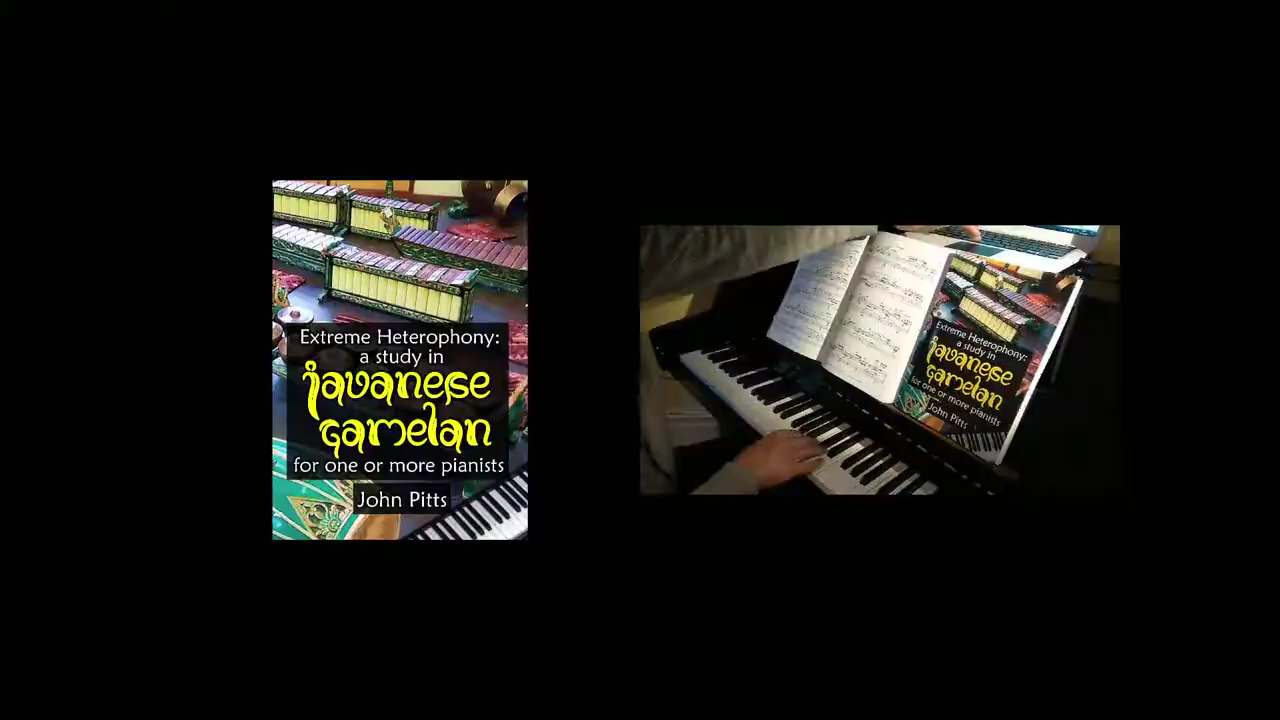 Extreme Heterophony:
a study in
javanese
gamelan
for one or more pianists
John Pitts
Extreme Heterophony:
a study in
javanese
gamelan
for one or more pianists
John Pitts